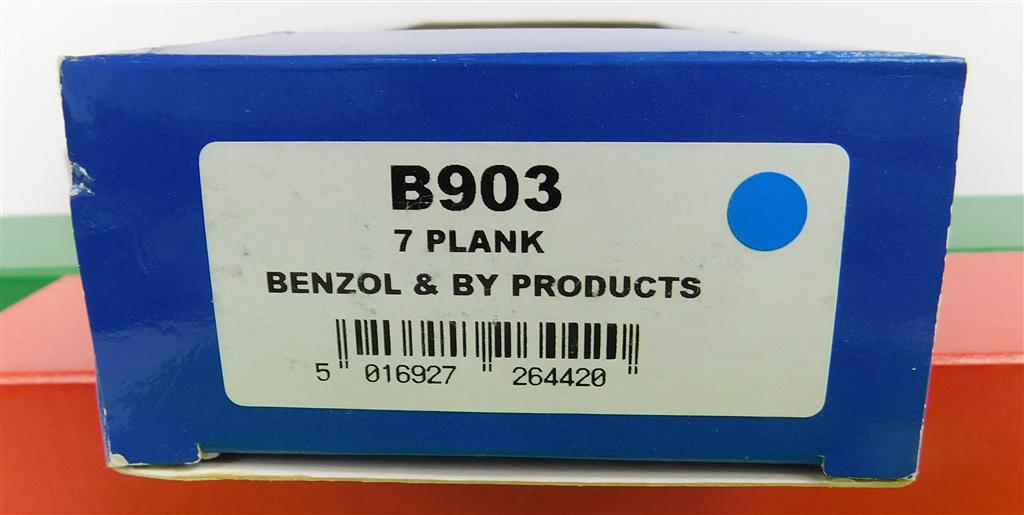 B903
7 PLANK
BENZOL & BY PRODUCTS
5 016927 264420